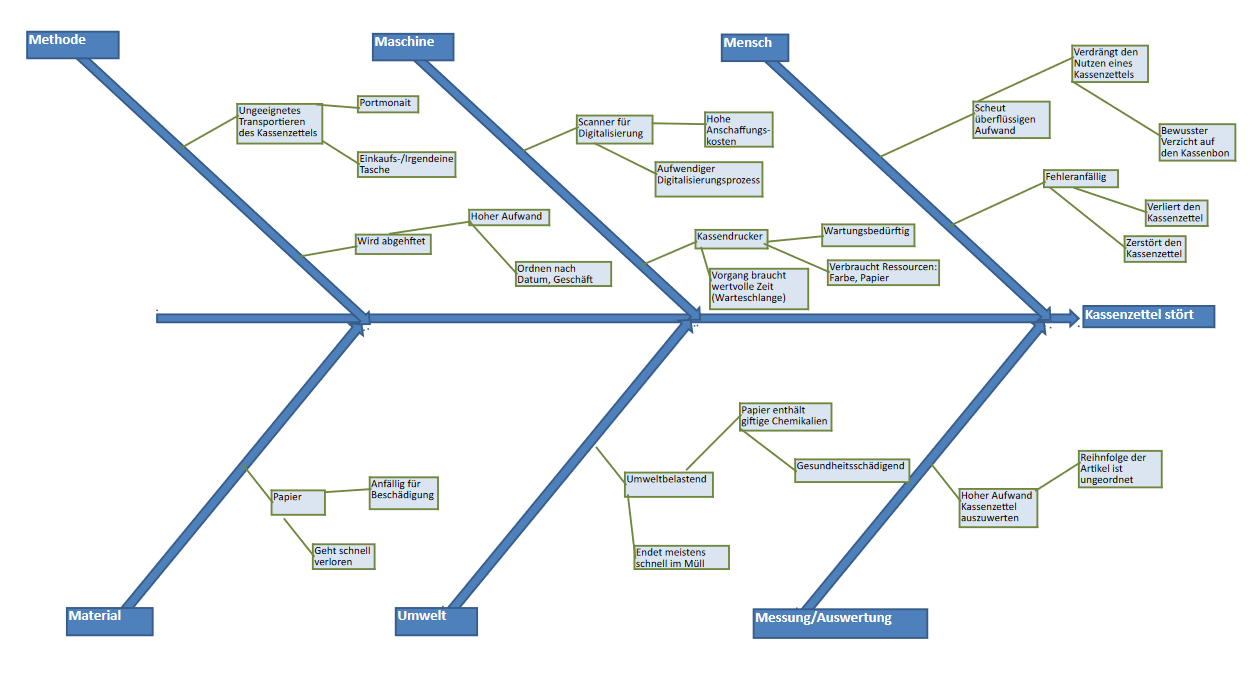 Methode
Maschine
Mensch
Ungeeignetes
Transportieren
des Kassenzettels
Portmonait
Einkaufs-/Irgendeine
Tasche
Wird abgehftet
Hoher Aufwand
Ordnen nach
Datum, Geschäft
Scanner für
Digitalisierung
Hohe
Anschaffungs-
kosten
Aufwendiger
Digitalisierungsprozess
Kassendrucker
Wartungsbedürftig
Vorgang braucht
wertvolle Zeit
(Warteschlange)
Verbraucht Ressourcen:
Farbe, Papier
Scheut
überflüssigen
Aufwand
Verdrängt den
Nutzen eines
Kassenzettels
Bewusster
Verzicht auf
den Kassenbon
Fehleranfällig
Verliert den
Kassenzettel
Zerstört den
Kassenzettel
Kassenzettel stört
Papier
Anfällig für
Beschädigung
Geht schnell
verloren
Umweltbelastend
Papier enthält
giftige Chemikalien
Gesundheitsschädigend
Endet meistens
schnell im Müll
Hoher Aufwand
Kassenzettel
auszuwerten
Reihnfolge der
Artikel ist
ungeordnet
Material
Umwelt
Messung/Auswertung